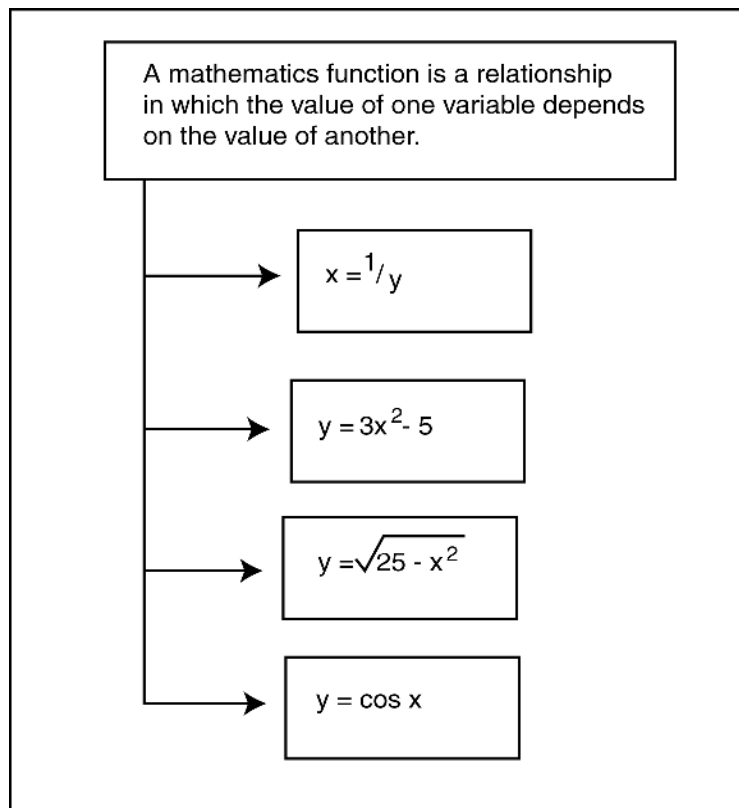 A mathematics function is a relationship
in which the value of one variable depends
on the value of another.
x = 1/y
y = 3x² - 5
y = √25 - x²
y = cos x